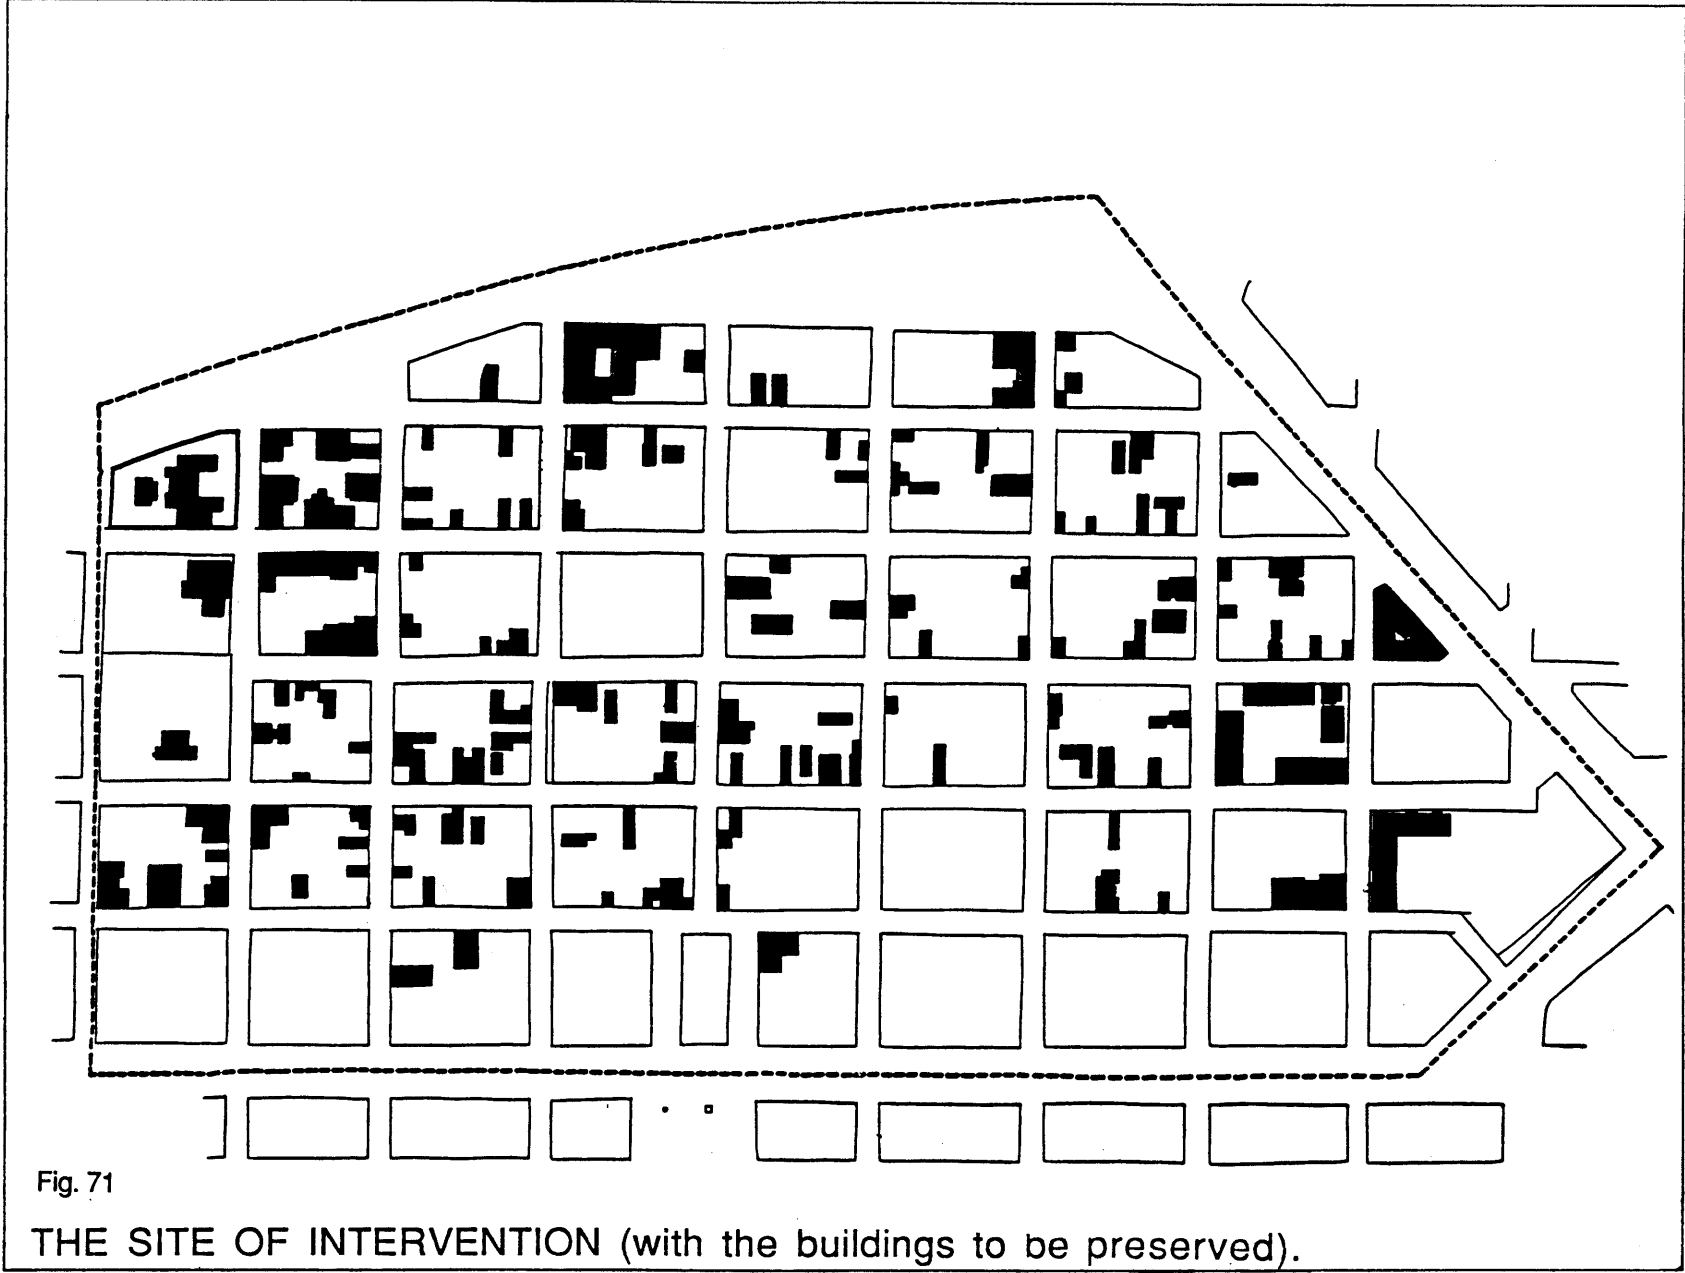 Fig. 71
THE SITE OF INTERVENTION (with the buildings to be preserved).